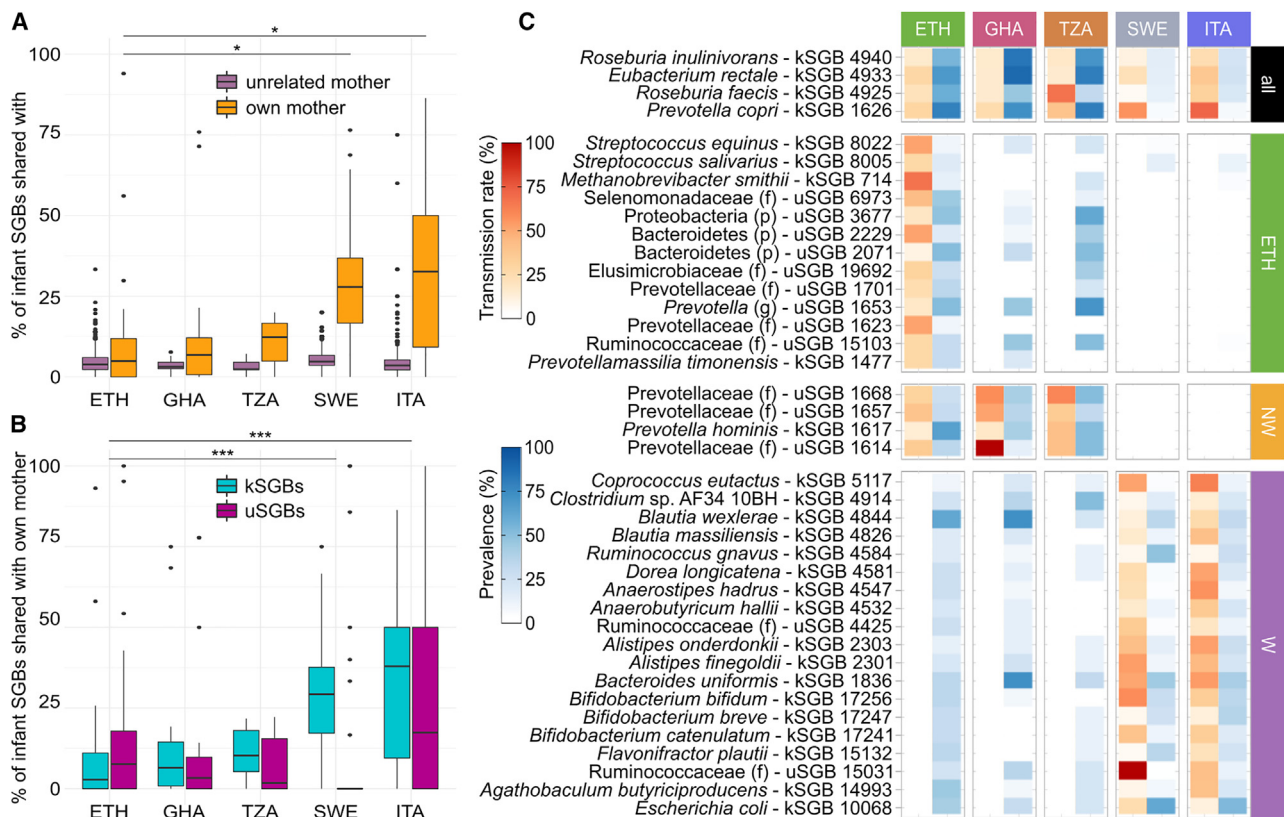 A
% of infant SGBs shared with
100
75
50
25
0
*
*
unrelated mother
own mother
ETH GHA TZA SWE ITA
B
% of infant SGBs shared with own mother
100
75
50
25
0
***
***
kSGBs
uSGBs
ETH GHA TZA SWE ITA
Transmission rate (%)
100
75
50
25
0
Prevalence (%)
100
75
50
25
0
C
ETH GHA TZA SWE ITA
Roseburia inulinivorans - kSGB 4940
Eubacterium rectale - kSGB 4933
Roseburia faecis - kSGB 4925
Prevotella copri - kSGB 1626
all
Streptococcus equinus - kSGB 8022
Streptococcus salivarius - kSGB 8005
Methanobrevibacter smithii - kSGB 714
Selenomonadaceae (f) - uSGB 6973
Proteobacteria (p) - uSGB 3677
Bacteroidetes (p) - uSGB 2229
Bacteroidetes (p) - uSGB 2071
Elusimicrobiaceae (f) - uSGB 19692
Prevotellaceae (f) - uSGB 1701
Prevotella (g) - uSGB 1653
Prevotellaceae (f) - uSGB 1623
Ruminococcaceae (f) - uSGB 15103
Prevotellamassilia timonensis - kSGB 1477
ETH
Prevotellaceae (f) - uSGB 1668
Prevotellaceae (f) - uSGB 1657
Prevotella hominis - kSGB 1617
Prevotellaceae (f) - uSGB 1614
NW
Coprococcus eutactus - kSGB 5117
Clostridium sp. AF34 10BH - kSGB 4914
Blautia wexlerae - kSGB 4844
Blautia massiliensis - kSGB 4826
Ruminococcus gnavus - kSGB 4584
Dorea longicatena - kSGB 4581
Anaerostipes hadrus - kSGB 4547
Anaerobutyricum hallii - kSGB 4532
Ruminococcaceae (f) - uSGB 4425
Alistipes onderdonkii - kSGB 2303
Alistipes finegoldii - kSGB 2301
Bacteroides uniformis - kSGB 1836
Bifidobacterium bifidum - kSGB 17256
Bifidobacterium breve - kSGB 17247
Bifidobacterium catenulatum - kSGB 17241
Flavonifractor plautii - kSGB 15132
Ruminococcaceae (f) - uSGB 15031
Agathobaculum butyriciproducens - kSGB 14993
Escherichia coli - kSGB 10068
W